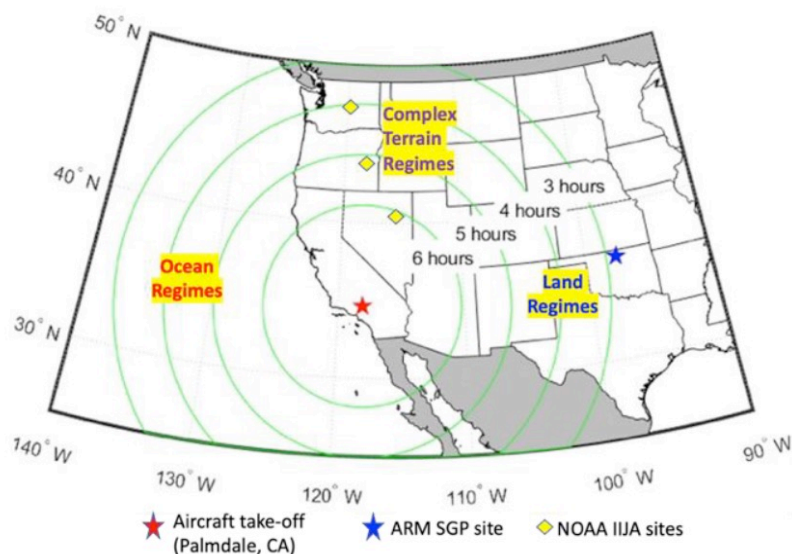 50° N
Complex
Terrain
Regimes
3 hours
40° N
4 hours
5 hours
6 hours
Ocean
Regimes
Land
Regimes
30° N
140° W
90° W
130° W
100° W
120° W
110° W
Aircraft take-off
(Palmdale, CA)
ARM SGP site
NOAA IIJA sites